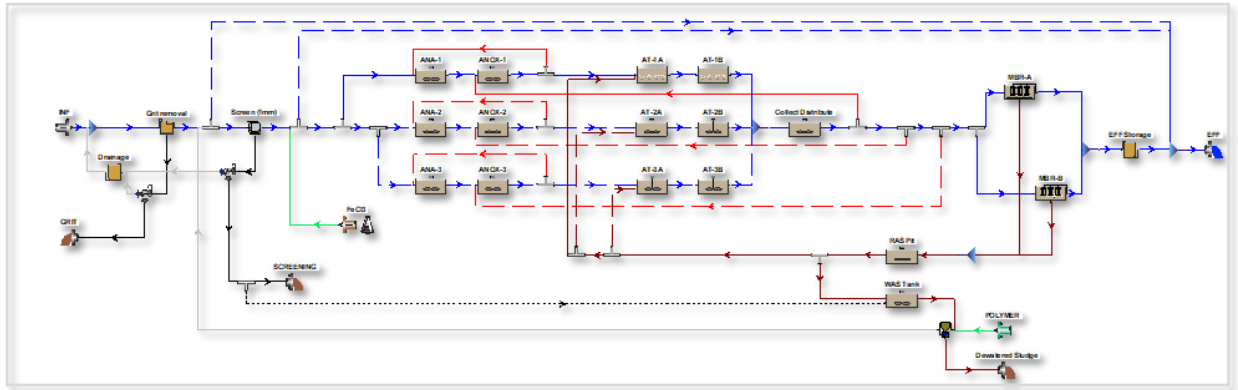 INF
Grit removal
Screen (1mm)
Drainage
GRIT
SCREENING
FeCl3
ANA-1
ANOX-1
ANA-2
ANOX-2
ANA-3
ANOX-3
AT-1A
AT-1B
AT-2A
AT-2B
AT-3A
AT-3B
Collect Distribute
MBR-A
MBR-B
EFF Storage
EFF
RAS Pit
WAS Tank
POLYMER
Dewatered Sludge